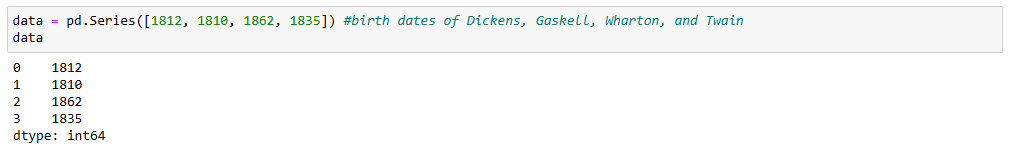 data = pd.Series([1812, 1810, 1862, 1835]) #birth dates of Dickens, Gaskell, Wharton, and Twain
data
0    1812
1    1810
2    1862
3    1835
dtype: int64